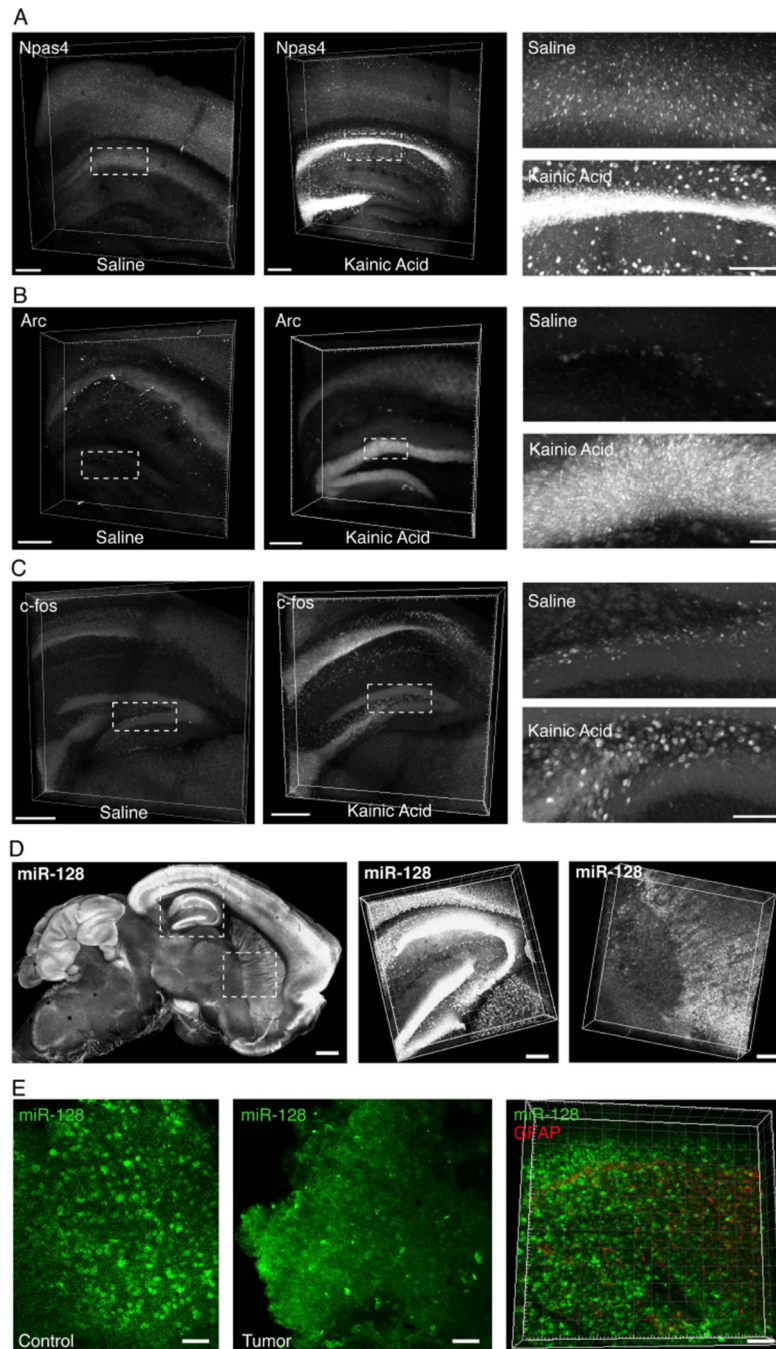 A
Npas4
Saline
Npas4
Kainic Acid
Saline
Kainic Acid
B
Arc
Saline
Arc
Kainic Acid
Saline
Kainic Acid
C
c-fos
Saline
c-fos
Kainic Acid
Saline
Kainic Acid
D
miR-128
miR-128
miR-128
E
miR-128
Control
miR-128
Tumor
miR-128
GFAP